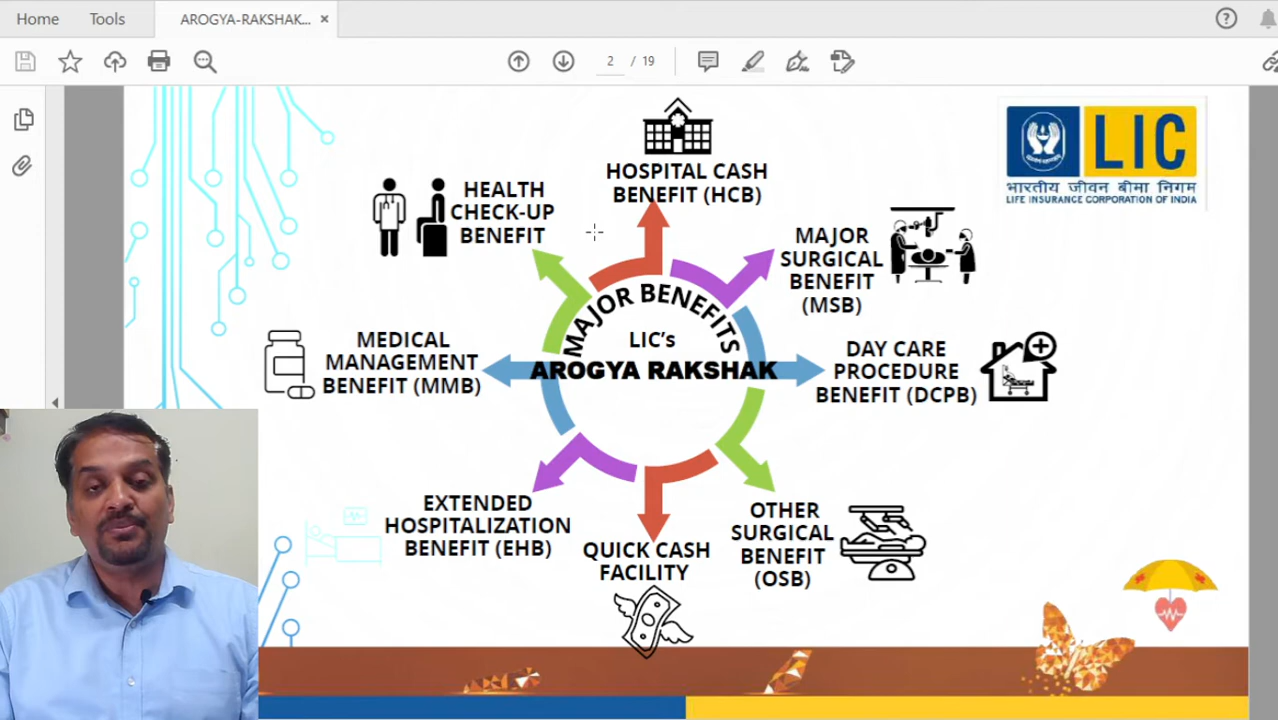 Home
Tools
AROGYA-RAKSHAK...
2 / 19
LIC
भारतीय जीवन बीमा निगम
LIFE INSURANCE CORPORATION OF INDIA
HOSPITAL CASH
BENEFIT (HCB)
HEALTH
CHECK-UP
BENEFIT
MAJOR
SURGICAL
BENEFIT
(MSB)
MAJOR BENEFITS
LIC's
AROGYA RAKSHAK
MEDICAL
MANAGEMENT
BENEFIT (MMB)
DAY CARE
PROCEDURE
BENEFIT (DCPB)
EXTENDED
HOSPITALIZATION
BENEFIT (EHB)
QUICK CASH
FACILITY
OTHER
SURGICAL
BENEFIT
(OSB)